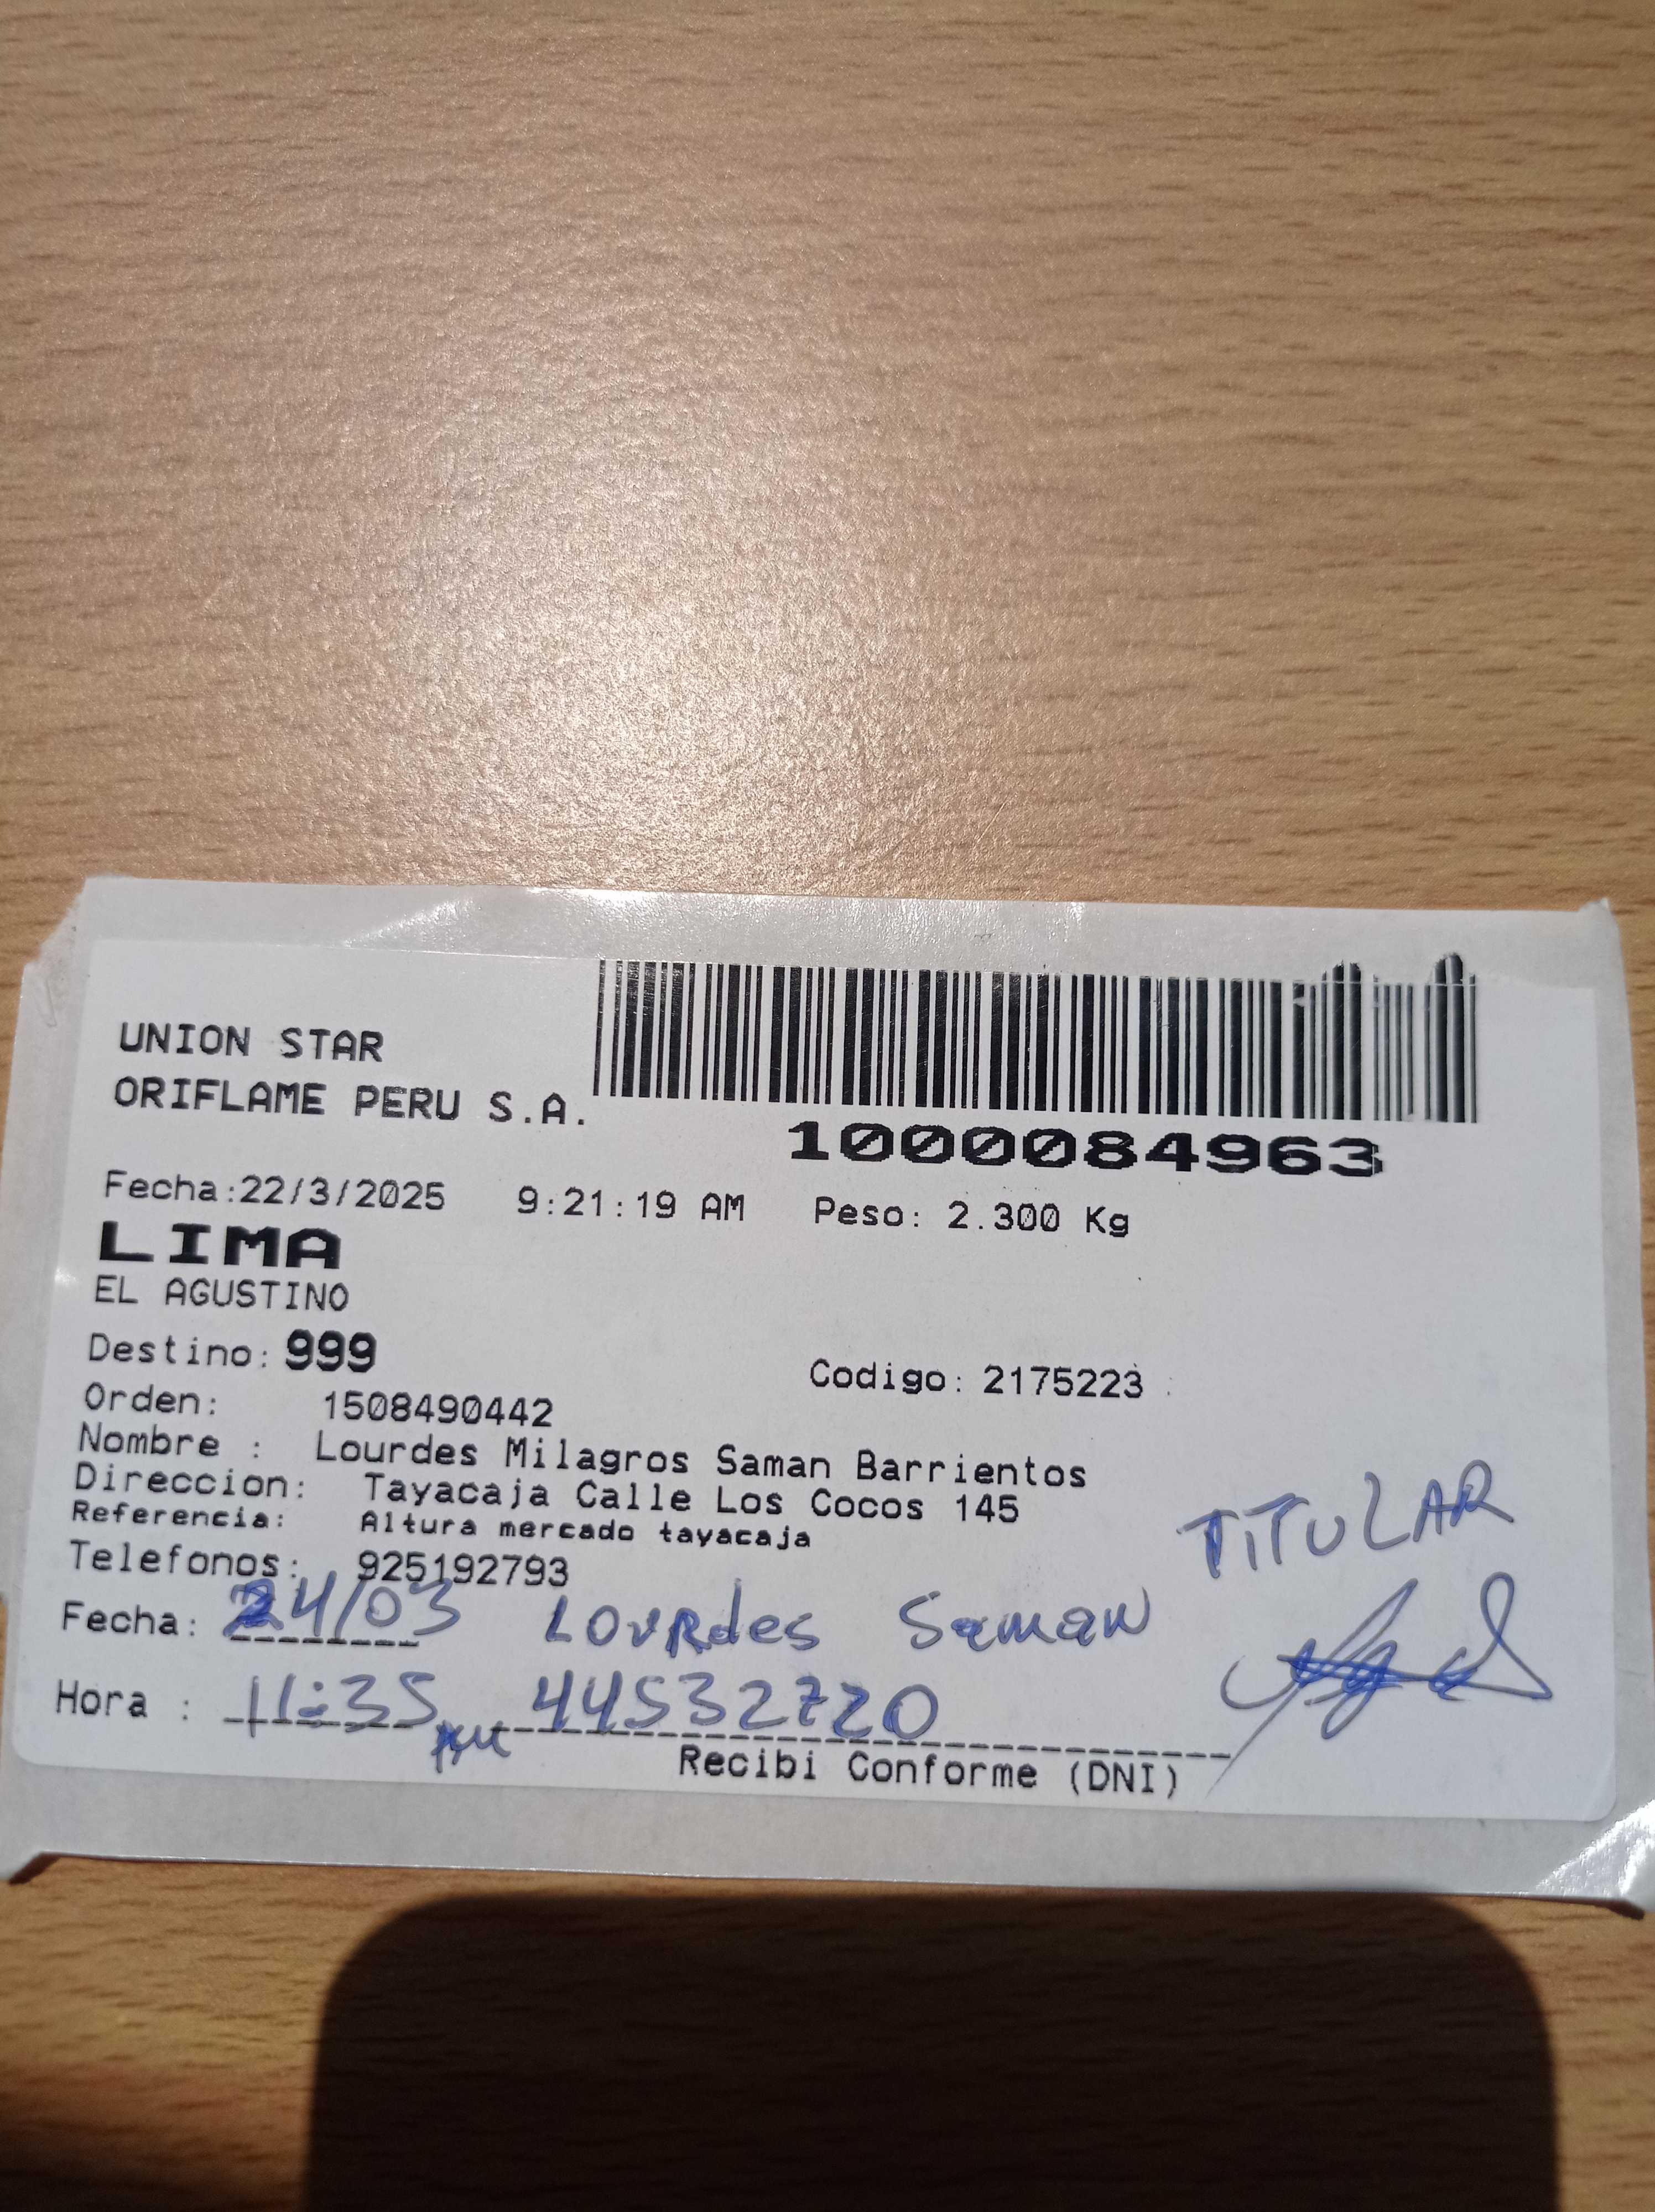 UNION STAR
ORIFLAME PERU S.A.
1000084963
Fecha:22/3/2025 9:21:19 AM Peso: 2.300 Kg
LIMA
EL AGUSTINO
Destino: 999
Codigo: 2175223
Orden: 1508490442
Nombre : Lourdes Milagros Saman Barrientos
Direccion: Tayacaja Calle Los Cocos 145
Referencia: Altura mercado tayacaja
TITULAR
Telefonos: 925192793
Fecha: 24/03 Lourdes Saman
Hora : 11:35 44532720
Recibi Conforme (DNI)